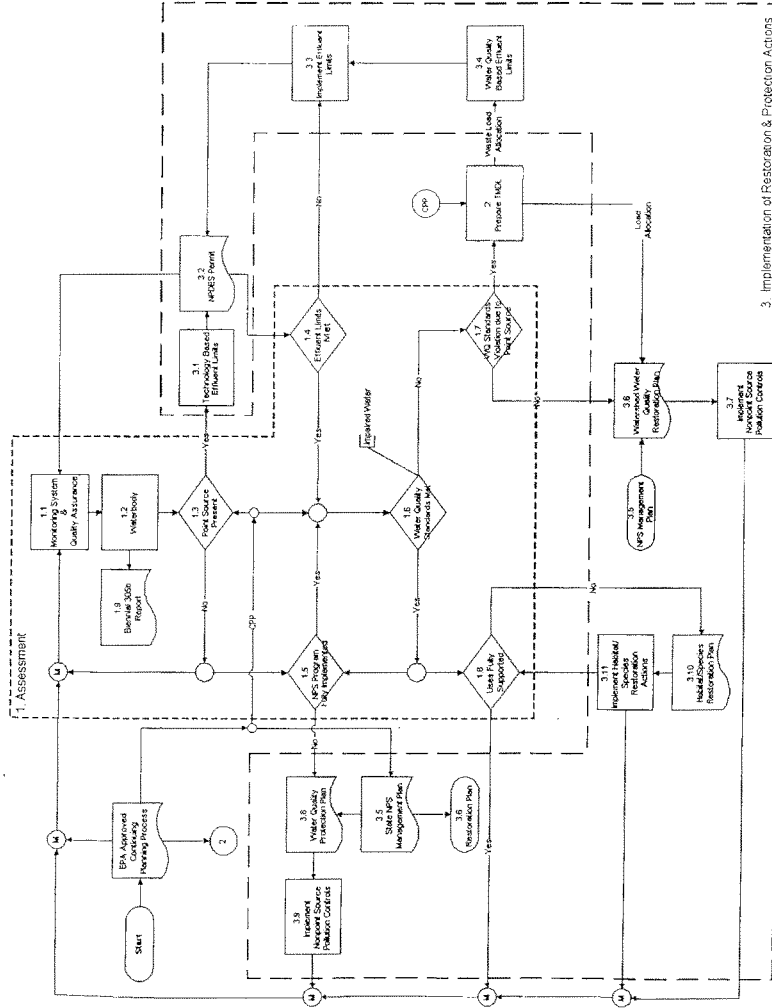 1. Assessment
Start
EPA Approved
Continuing
Planning Process
2
M
M
1.1
Monitoring System
&
Quality Assurance
1.2
Waterbody
1.9
Biennial 305b
Report
1.3
Point Source
Present
Yes
No
3.1
Technology Based
Effluent Limits
3.2
NPDES Permit
3.3
Implement Effluent
Limits
3.4
Water Quality
Based Effluent
Limits
Waste Load
Allocation
CPP
1.4
Effluent Limits
Met
No
Yes
CPP
2
Prepare TMDL
Yes
1.7
WQ Standards
Violation due to
Point Source
No
Load
Allocation
Impaired Water
1.6
Water Quality
Standards Met
No
Yes
1.5
NPS Program
Fully Implemented
Yes
No
1.8
Uses Fully
Supported
No
Yes
3.8
Water Quality
Protection Plan
3.5
State NPS
Management Plan
3.6
Restoration Plan
3.9
Implement
Nonpoint Source
Pollution Controls
3.6
Watershed Water
Quality
Restoration Plan
3.5
NPS Management
Plan
3.7
Implement
Nonpoint Source
Pollution Controls
3.11
Implement Habitat/
Species
Restoration
Actions
3.10
Habitat/Species
Restoration Plan
M
M
M
M
3. Implementation of Restoration & Protection Actions